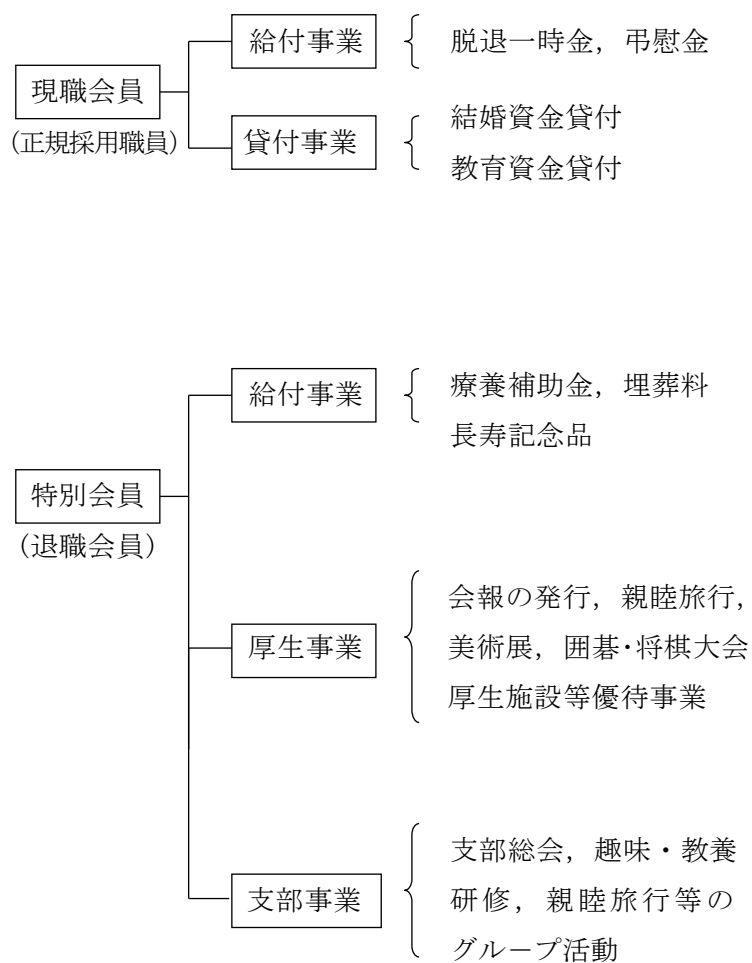 給付事業
脱退一時金，弔慰金
現職会員
(正規採用職員)
貸付事業
結婚資金貸付
教育資金貸付
給付事業
療養補助金，埋葬料
長寿記念品
特別会員
(退職会員)
厚生事業
会報の発行，親睦旅行，
美術展，囲碁・将棋大会
厚生施設等優待事業
支部事業
支部総会，趣味・教養
研修，親睦旅行等の
グループ活動